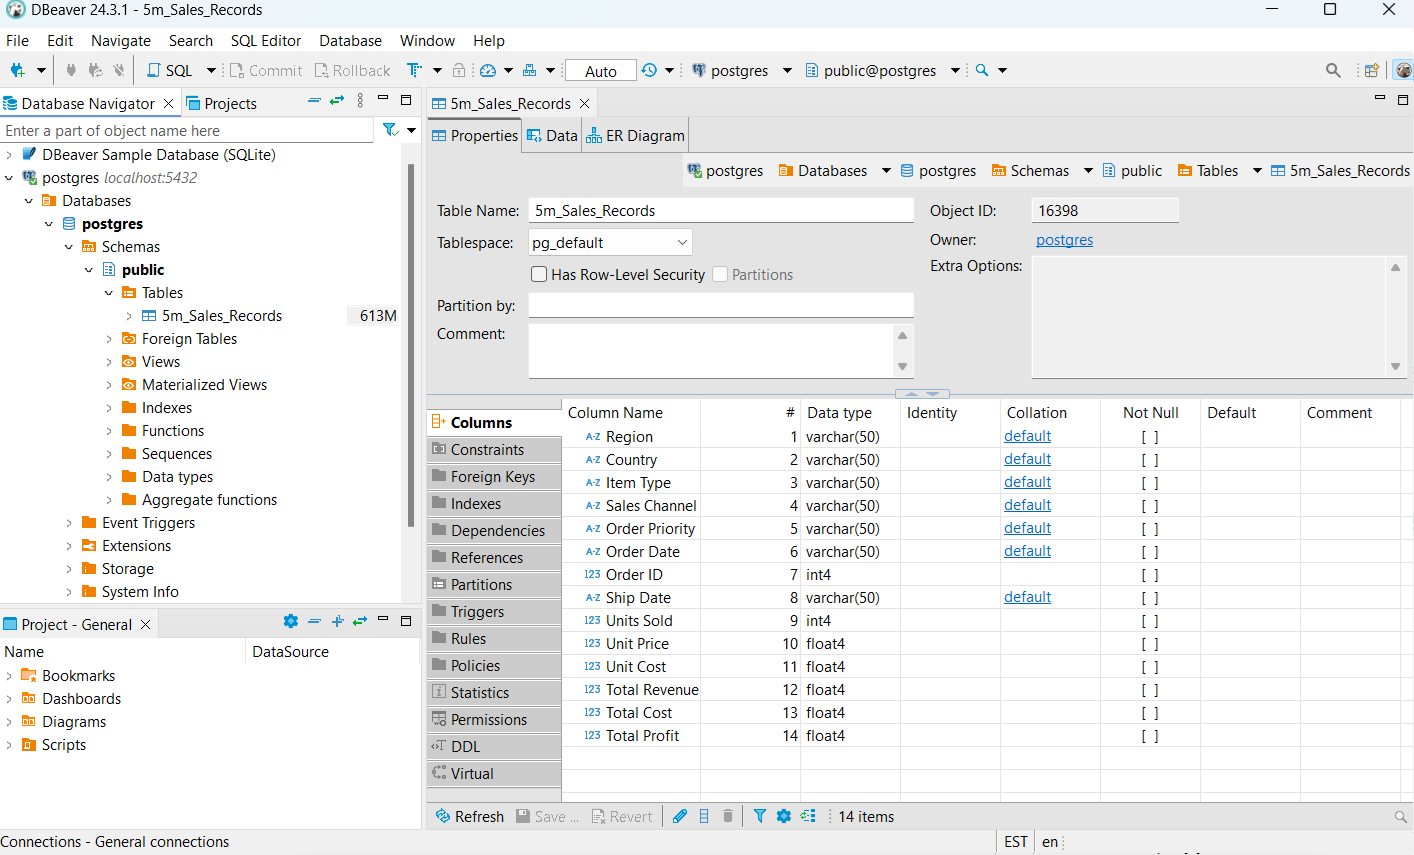 DBeaver 24.3.1 - 5m_Sales_Records
File Edit Navigate Search SQL Editor Database Window Help
SQL Commit Rollback Auto postgres public@postgres
Database Navigator Projects
Enter a part of object name here
DBeaver Sample Database (SQLite)
postgres localhost:5432
Databases
postgres
Schemas
public
Tables
5m_Sales_Records 613M
Foreign Tables
Views
Materialized Views
Indexes
Functions
Sequences
Data types
Aggregate functions
Event Triggers
Extensions
Storage
System Info
Project - General
Name DataSource
Bookmarks
Dashboards
Diagrams
Scripts
5m_Sales_Records
Properties Data ER Diagram
postgres Databases postgres Schemas public Tables 5m_Sales_Records
Table Name: 5m_Sales_Records Object ID: 16398
Tablespace: pg_default Owner: postgres
Has Row-Level Security Partitions Extra Options:
Partition by:
Comment:
Columns
Constraints
Foreign Keys
Indexes
Dependencies
References
Partitions
Triggers
Rules
Policies
Statistics
Permissions
DDL
Virtual
Column Name # Data type Identity Collation Not Null Default Comment
A-Z Region 1 varchar(50) default [ ]
A-Z Country 2 varchar(50) default [ ]
A-Z Item Type 3 varchar(50) default [ ]
A-Z Sales Channel 4 varchar(50) default [ ]
A-Z Order Priority 5 varchar(50) default [ ]
A-Z Order Date 6 varchar(50) default [ ]
123 Order ID 7 int4 [ ]
A-Z Ship Date 8 varchar(50) default [ ]
123 Units Sold 9 int4 [ ]
123 Unit Price 10 float4 [ ]
123 Unit Cost 11 float4 [ ]
123 Total Revenue 12 float4 [ ]
123 Total Cost 13 float4 [ ]
123 Total Profit 14 float4 [ ]
Refresh Save ... Revert 14 items
Connections - General connections EST en